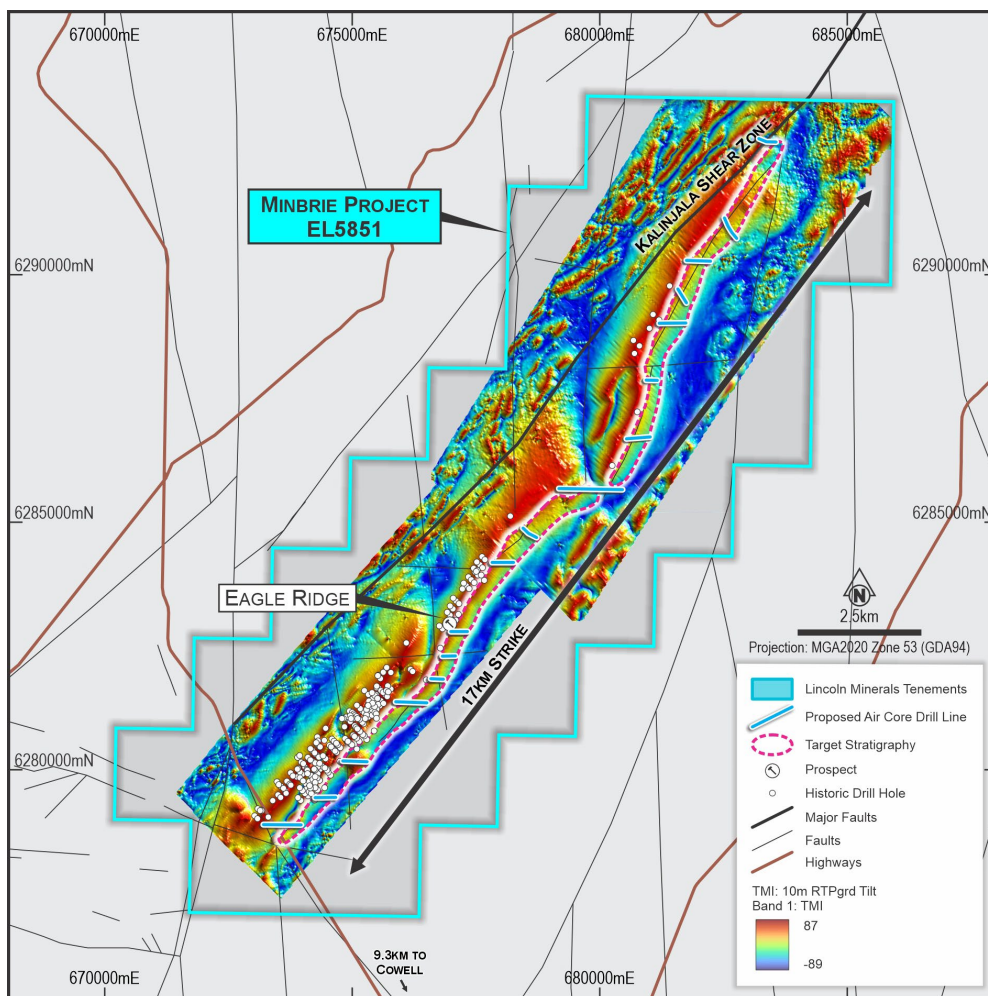 670000mE
675000mE
680000mE
685000mE
KALINJALA SHEAR ZONE
MINBRIE PROJECT
EL5851
6290000mN
6290000mN
6285000mN
6285000mN
EAGLE RIDGE
17KM STRIKE
N
2.5km
Projection: MGA2020 Zone 53 (GDA94)
Lincoln Minerals Tenements
Proposed Air Core Drill Line
Target Stratigraphy
Prospect
Historic Drill Hole
Major Faults
Faults
Highways
TMI: 10m RTPgrd Tilt
Band 1: TMI
87
-89
6280000mN
9.3KM TO
COWELL
670000mE
680000mE